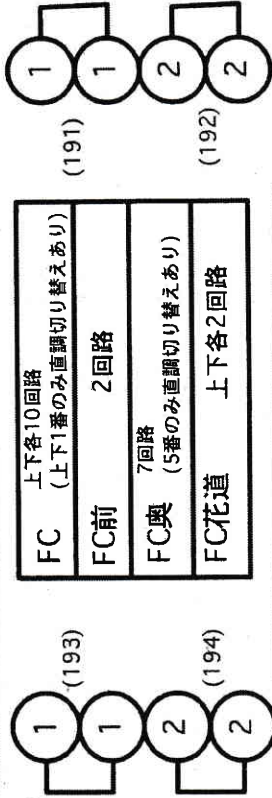 1
1
(193)
2
2
(194)
FC 上下各10回路
(上下1番のみ直調切り替えあり)
FC前 2回路
FC奥 7回路
(5番のみ直調切り替えあり)
FC花道 上下各2回路
1
1
(191)
2
2
(192)